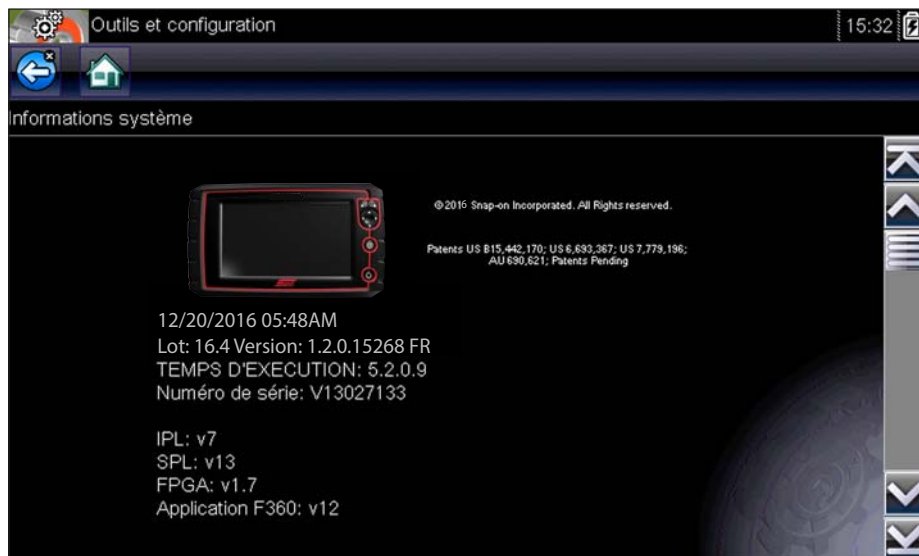 Outils et configuration
15:32
Informations système
©2016 Snap-on Incorporated. All Rights reserved.
Patents US B15,442,170; US 6,693,367; US 7,779,196;
AU 690,621; Patents Pending
12/20/2016 05:48AM
Lot: 16.4 Version: 1.2.0.15268 FR
TEMPS D'EXECUTION: 5.2.0.9
Numéro de série: V13027133
IPL: v7
SPL: v13
FPGA: v1.7
Application F360: v12